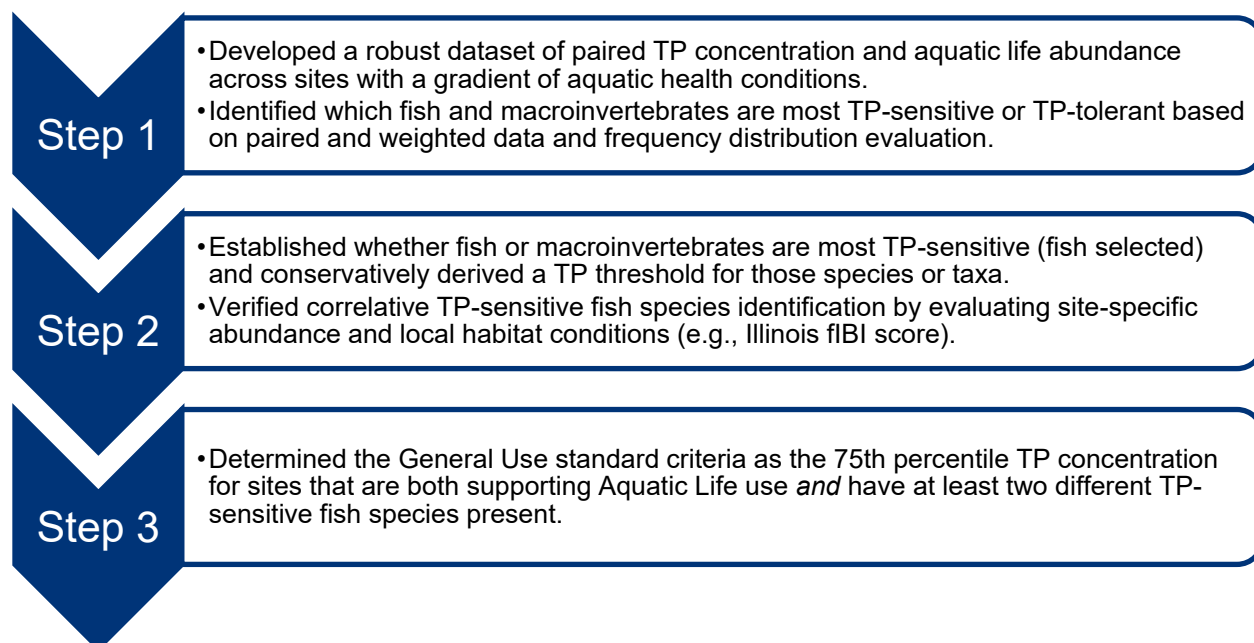 Step 1
•Developed a robust dataset of paired TP concentration and aquatic life abundance
across sites with a gradient of aquatic health conditions.
•Identified which fish and macroinvertebrates are most TP-sensitive or TP-tolerant based
on paired and weighted data and frequency distribution evaluation.
Step 2
•Established whether fish or macroinvertebrates are most TP-sensitive (fish selected)
and conservatively derived a TP threshold for those species or taxa.
•Verified correlative TP-sensitive fish species identification by evaluating site-specific
abundance and local habitat conditions (e.g., Illinois fIBI score).
Step 3
•Determined the General Use standard criteria as the 75th percentile TP concentration
for sites that are both supporting Aquatic Life use and have at least two different TP-
sensitive fish species present.